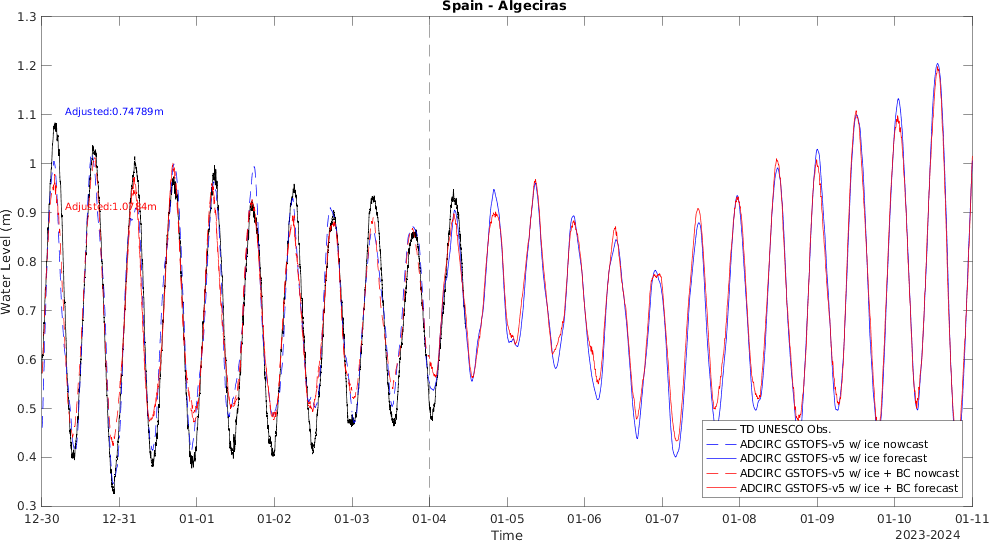 Spain - Algeciras
1.3
1.2
1.1
1
0.9
0.8
0.7
0.6
0.5
0.4
0.3
Water Level (m)
Adjusted:0.74789m
Adjusted:1.0784m
TD UNESCO Obs.
ADCIRC GSTOFS-v5 w/ ice nowcast
ADCIRC GSTOFS-v5 w/ ice forecast
ADCIRC GSTOFS-v5 w/ ice + BC nowcast
ADCIRC GSTOFS-v5 w/ ice + BC forecast
12-30 12-31 01-01 01-02 01-03 01-04 01-05 01-06 01-07 01-08 01-09 01-10 01-11
Time
2023-2024